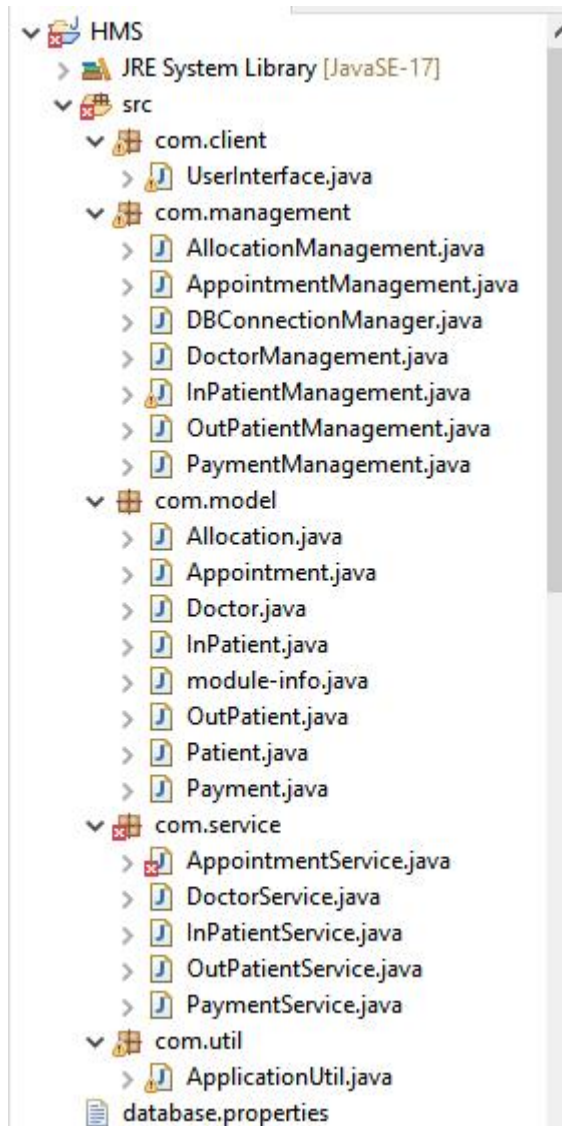 HMS
JRE System Library [JavaSE-17]
src
com.client
UserInterface.java
com.management
AllocationManagement.java
AppointmentManagement.java
DBConnectionManager.java
DoctorManagement.java
InPatientManagement.java
OutPatientManagement.java
PaymentManagement.java
com.model
Allocation.java
Appointment.java
Doctor.java
InPatient.java
module-info.java
OutPatient.java
Patient.java
Payment.java
com.service
AppointmentService.java
DoctorService.java
InPatientService.java
OutPatientService.java
PaymentService.java
com.util
ApplicationUtil.java
database.properties